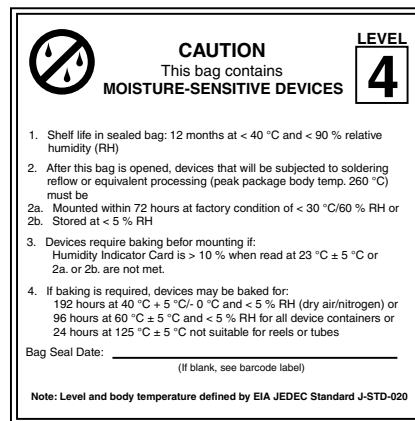 CAUTION
This bag contains
MOISTURE-SENSITIVE DEVICES
LEVEL
4
1. Shelf life in sealed bag: 12 months at < 40 °C and < 90 % relative
humidity (RH)
2. After this bag is opened, devices that will be subjected to soldering
reflow or equivalent processing (peak package body temp. 260 °C)
must be
2a. Mounted within 72 hours at factory condition of < 30 °C/60 % RH or
2b. Stored at < 5 % RH
3. Devices require baking befor mounting if:
Humidity Indicator Card is > 10 % when read at 23 °C ± 5 °C or
2a. or 2b. are not met.
4. If baking is required, devices may be baked for:
192 hours at 40 °C + 5 °C/- 0 °C and < 5 % RH (dry air/nitrogen) or
96 hours at 60 °C ± 5 °C and < 5 % RH for all device containers or
24 hours at 125 °C ± 5 °C not suitable for reels or tubes
Bag Seal Date:
(If blank, see barcode label)
Note: Level and body temperature defined by EIA JEDEC Standard J-STD-020